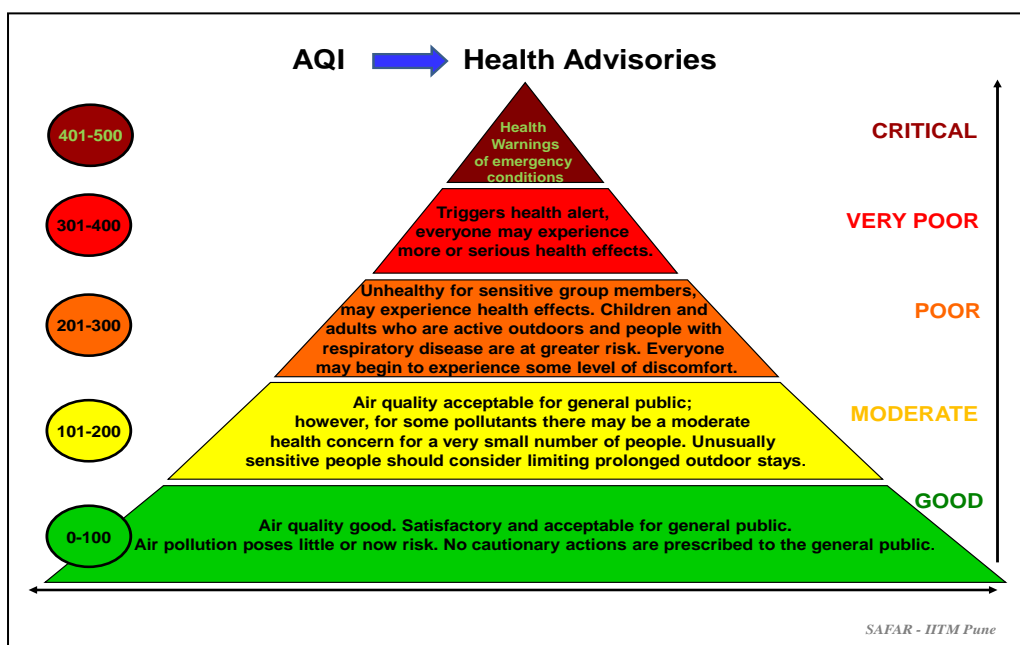 AQI Health Advisories
401-500
Health
Warnings
of emergency
conditions
CRITICAL
301-400
Triggers health alert,
everyone may experience
more or serious health effects.
VERY POOR
201-300
Unhealthy for sensitive group members,
may experience health effects. Children and
adults who are active outdoors and people with
respiratory disease are at greater risk. Everyone
may begin to experience some level of discomfort.
POOR
101-200
Air quality acceptable for general public;
however, for some pollutants there may be a moderate
health concern for a very small number of people. Unusually
sensitive people should consider limiting prolonged outdoor stays.
MODERATE
0-100
Air quality good. Satisfactory and acceptable for general public.
Air pollution poses little or now risk. No cautionary actions are prescribed to the general public.
GOOD
SAFAR - IITM Pune